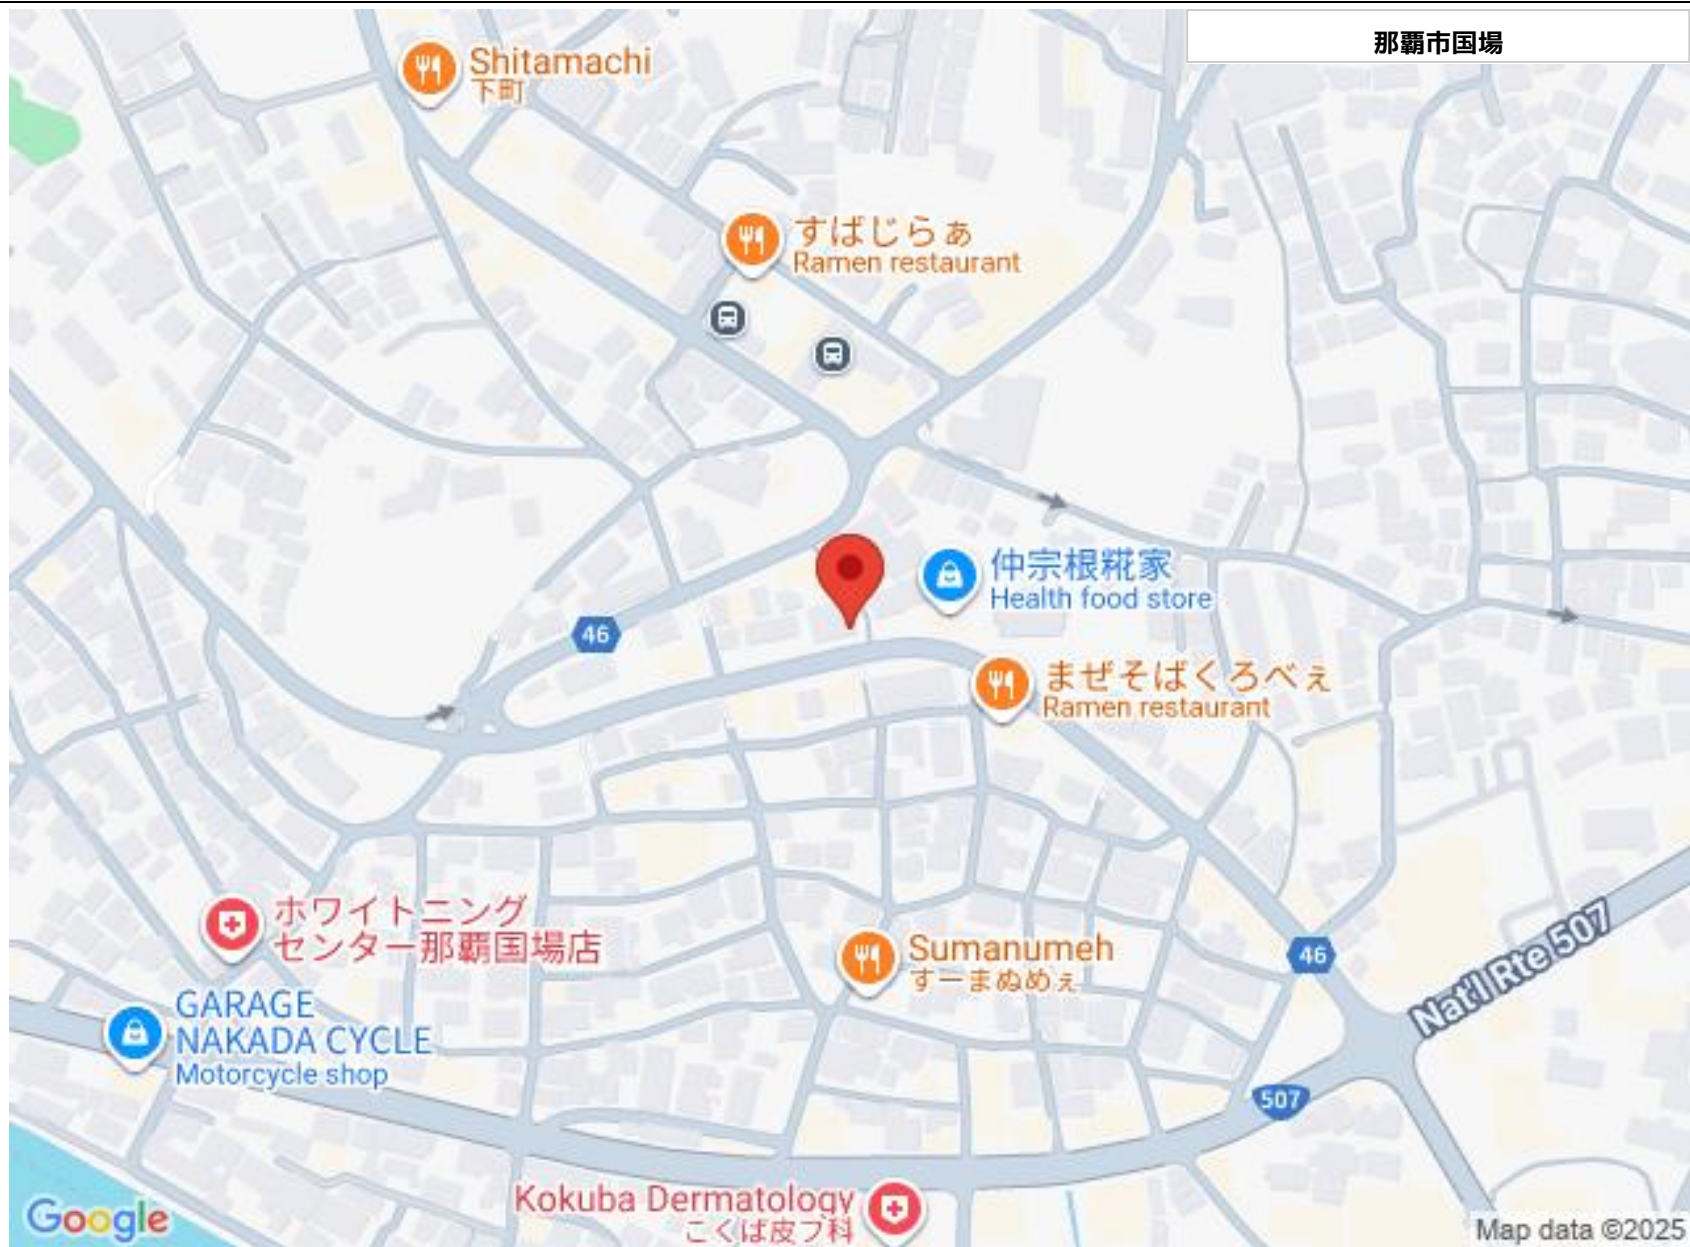 那覇市国場
Shitamachi
下町
すばじらぁ
Ramen restaurant
仲宗根糀家
Health food store
46
まぜそばくろべぇ
Ramen restaurant
ホワイトニング
センター那覇国場店
Sumanumeh
すーまぬめぇ
46
Nat'l Rte 507
GARAGE
NAKADA CYCLE
Motorcycle shop
507
Kokuba Dermatology
こくば皮フ科
Google
Map data ©2025